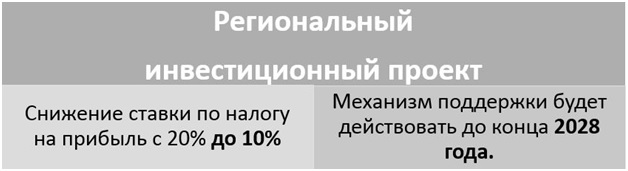 Региональный
инвестиционный проект
Снижение ставки по налогу
на прибыль с 20% до 10%
Механизм поддержки будет
действовать до конца 2028
года.